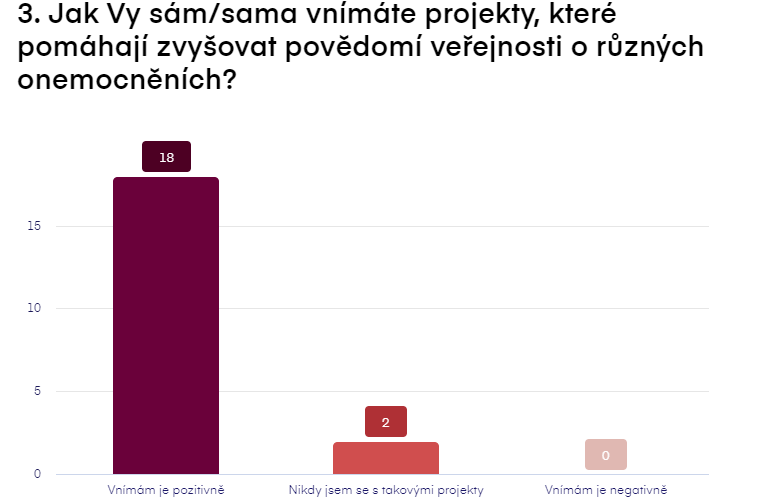 3. Jak Vy sám/sama vnímáte projekty, které
pomáhají zvyšovat povědomí veřejnosti o různých
onemocněních?
18
15
10
5
2
0
0
Vnímám je pozitivně
Nikdy jsem se s takovými projekty
Vnímám je negativně